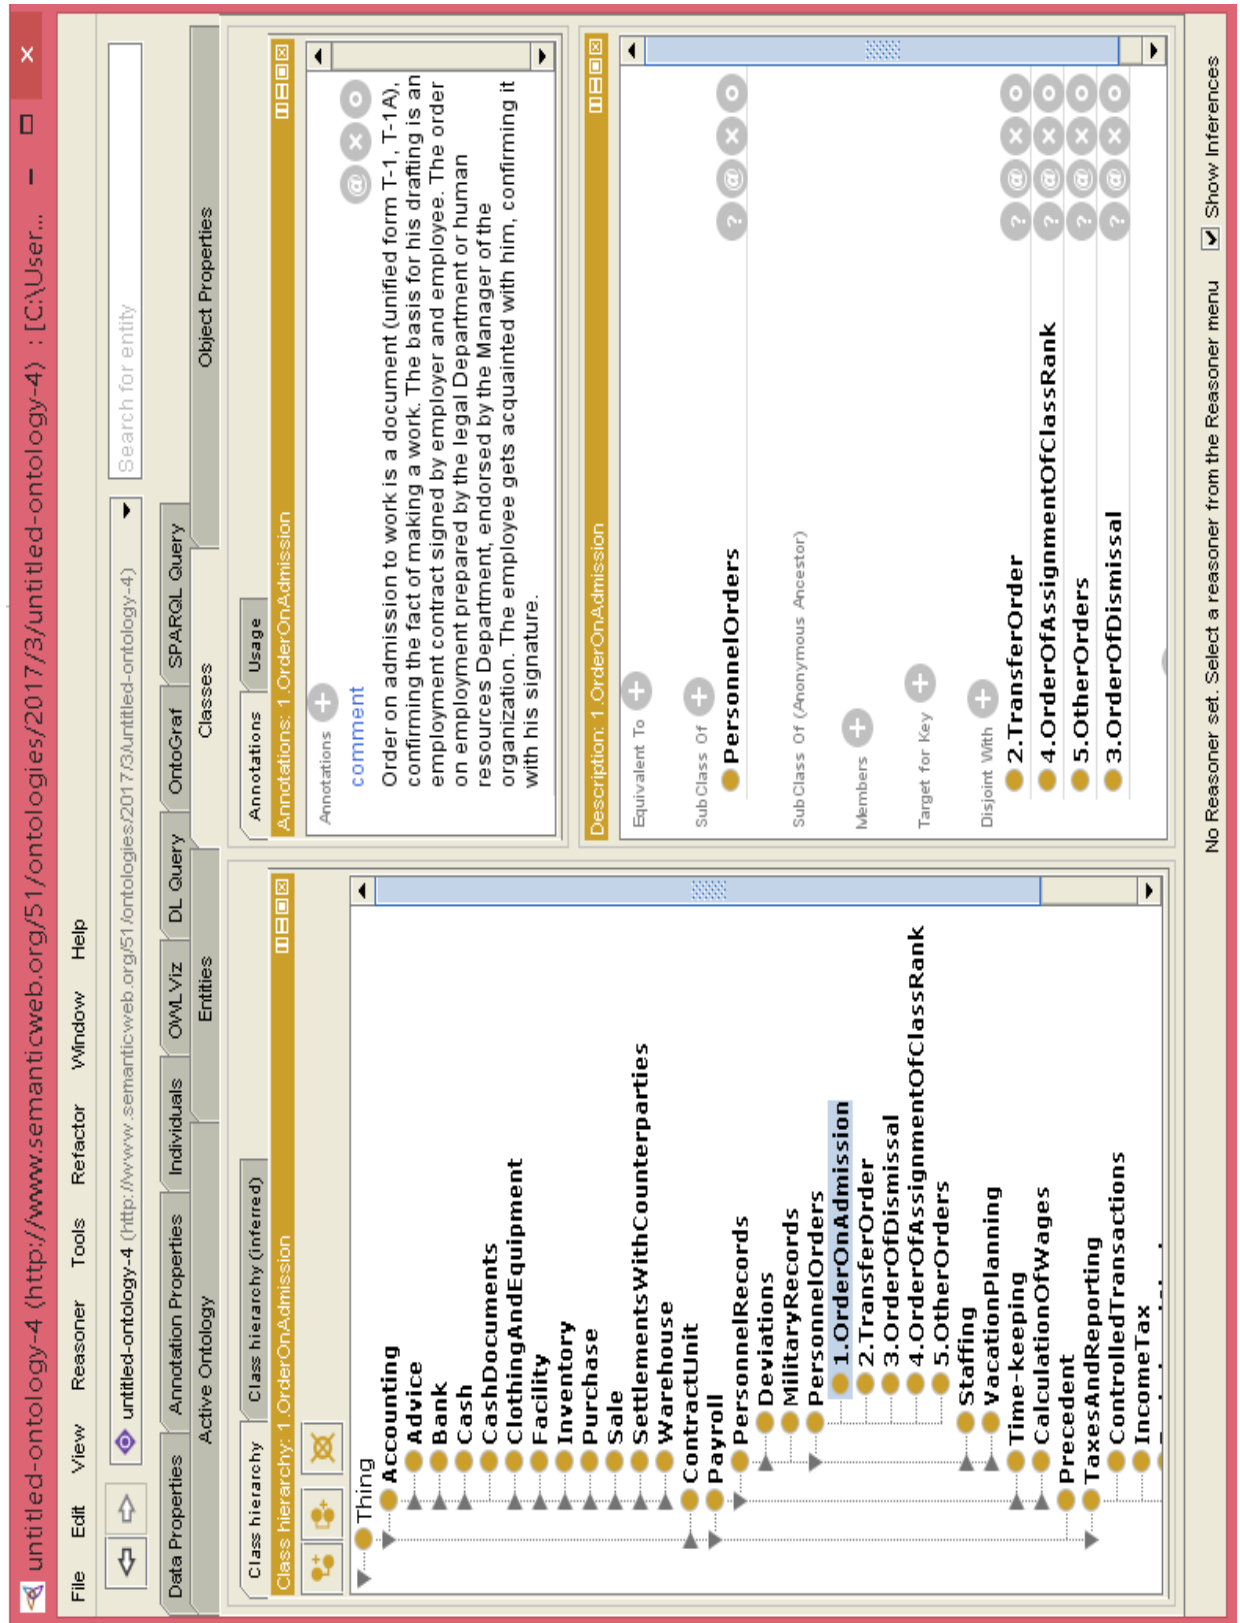 untitled-ontology-4 (http://www.semanticweb.org/51/ontologies/2017/3/untitled-ontology-4) : [C:\User...
File Edit View Reasoner Tools Refactor Window Help
untitled-ontology-4 (http://www.semanticweb.org/51/ontologies/2017/3/untitled-ontology-4)
Search for entity
Data Properties Annotation Properties Individuals OWLViz DL Query OntoGraf SPARQL Query
Active Ontology Entities Classes Object Properties
Class hierarchy Class hierarchy (inferred)
Class hierarchy: 1.OrderOnAdmission
Thing
Accounting
Advice
Bank
Cash
CashDocuments
ClothingAndEquipment
Facility
Inventory
Purchase
Sale
SettlementsWithCounterparties
Warehouse
ContractUnit
Payroll
PersonnelRecords
Deviations
MilitaryRecords
PersonnelOrders
1.OrderOnAdmission
2.TransferOrder
3.OrderOfDismissal
4.OrderOfAssignmentOfClassRank
5.OtherOrders
Staffing
VacationPlanning
Time-keeping
CalculationOfWages
Precedent
TaxesAndReporting
ControlledTransactions
IncomeTax
Annotations Usage
Annotations: 1.OrderOnAdmission
Annotations
comment
Order on admission to work is a document (unified form T-1, T-1A),
confirming the fact of making a work. The basis for his drafting is an
employment contract signed by employer and employee. The order
on employment prepared by the legal Department or human
resources Department, endorsed by the Manager of the
organization. The employee gets acquainted with him, confirming it
with his signature.
Description: 1.OrderOnAdmission
Equivalent To
SubClass Of
PersonnelOrders
SubClass Of (Anonymous Ancestor)
Members
Target for Key
Disjoint With
2.TransferOrder
4.OrderOfAssignmentOfClassRank
5.OtherOrders
3.OrderOfDismissal
No Reasoner set. Select a reasoner from the Reasoner menu Show Inferences